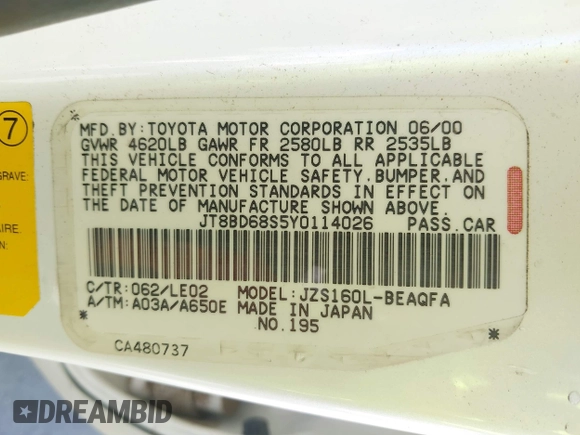 7
GRAVE:
AIRE
N:
MFD.BY:TOYOTA MOTOR CORPORATION 06/00
GVWR 4620LB GAWR FR 2580LB RR 2535LB
THIS VEHICLE CONFORMS TO ALL APPLICABLE
FEDERAL MOTOR VEHICLE SAFETY,BUMPER,AND
THEFT PREVENTION STANDARDS IN EFFECT ON
THE DATE OF MANUFACTURE SHOWN ABOVE.
JT8BD68S5Y0114026 PASS.CAR
C/TR:062/LE02 MODEL:JZS160L-BEAQFA
A/TM:A03A/A650E MADE IN JAPAN
NO.195
CA480737
DREAMBID